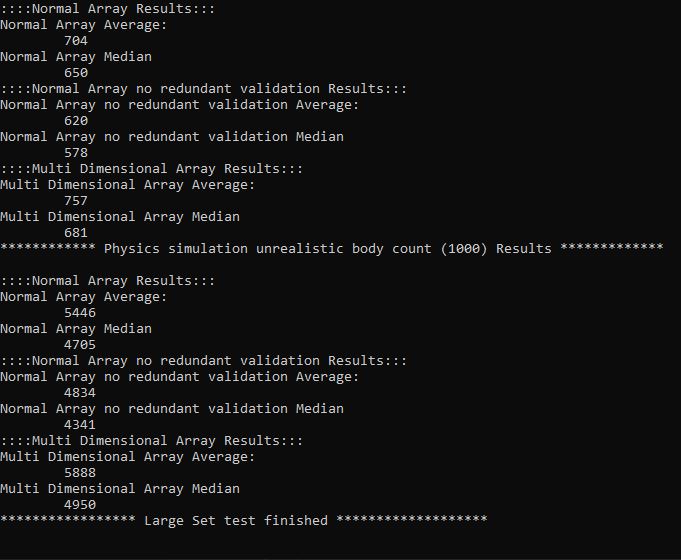 ::::Normal Array Results:::
Normal Array Average:
704
Normal Array Median
650
::::Normal Array no redundant validation Results:::
Normal Array no redundant validation Average:
620
Normal Array no redundant validation Median
578
::::Multi Dimensional Array Results:::
Multi Dimensional Array Average:
757
Multi Dimensional Array Median
681
************ Physics simulation unrealistic body count (1000) Results *************
::::Normal Array Results:::
Normal Array Average:
5446
Normal Array Median
4705
::::Normal Array no redundant validation Results:::
Normal Array no redundant validation Average:
4834
Normal Array no redundant validation Median
4341
::::Multi Dimensional Array Results:::
Multi Dimensional Array Average:
5888
Multi Dimensional Array Median
4950
***************** Large Set test finished *******************